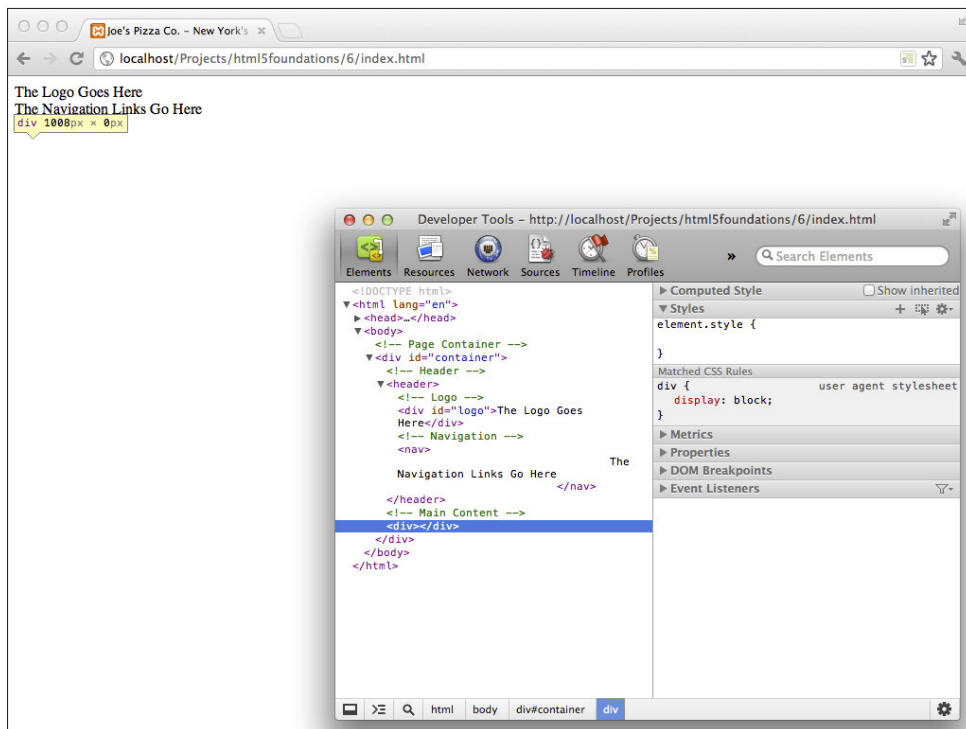 Joe's Pizza Co. – New York's
localhost/Projects/html5foundations/6/index.html
The Logo Goes Here
The Navigation Links Go Here
div 1008px × 0px
Developer Tools – http://localhost/Projects/html5foundations/6/index.html
Elements Resources Network Sources Timeline Profiles » Search Elements
<!DOCTYPE html>
▼<html lang="en">
▶<head>…</head>
▼<body>
<!-- Page Container -->
▼<div id="container">
<!-- Header -->
▼<header>
<!-- Logo -->
<div id="logo">The Logo Goes
Here</div>
<!-- Navigation -->
<nav>
The
Navigation Links Go Here
</nav>
</header>
<!-- Main Content -->
<div></div>
</div>
</body>
</html>
▶ Computed Style Show inherited
▼ Styles
element.style {
}
Matched CSS Rules
div { user agent stylesheet
display: block;
}
▶ Metrics
▶ Properties
▶ DOM Breakpoints
▶ Event Listeners
html body div#container div